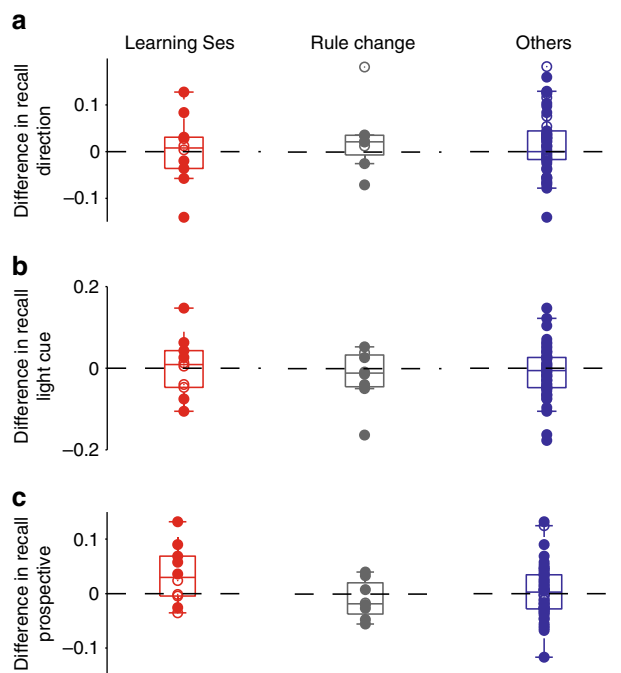 a
Learning Ses Rule change Others
Difference in recall
direction
0.1
0
−0.1
b
Difference in recall
light cue
0.2
0
−0.2
c
Difference in recall
prospective
0.1
0
−0.1